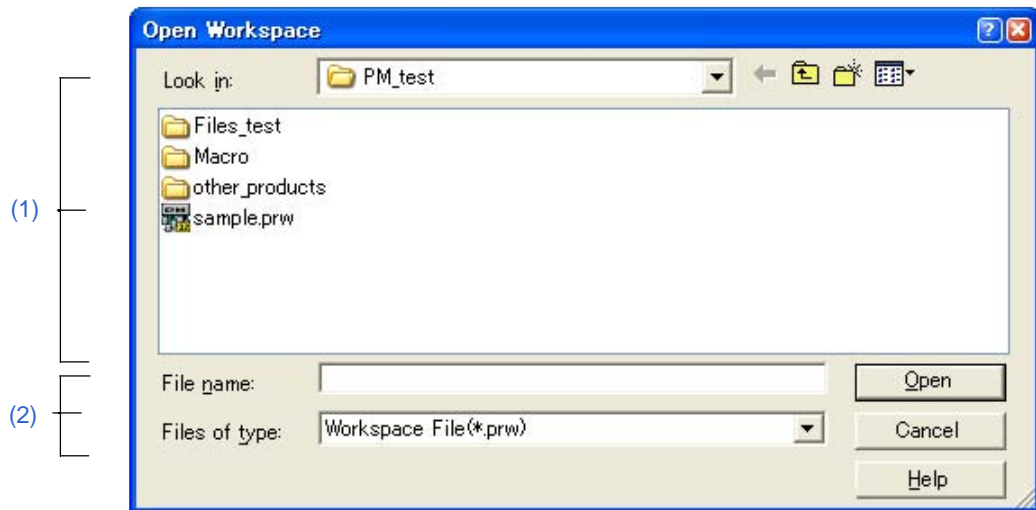 Open Workspace
Look in: PM_test
Files_test
Macro
other_products
(1)
sample.prw
File name:
Open
(2)
Files of type: Workspace File(*.prw)
Cancel
Help